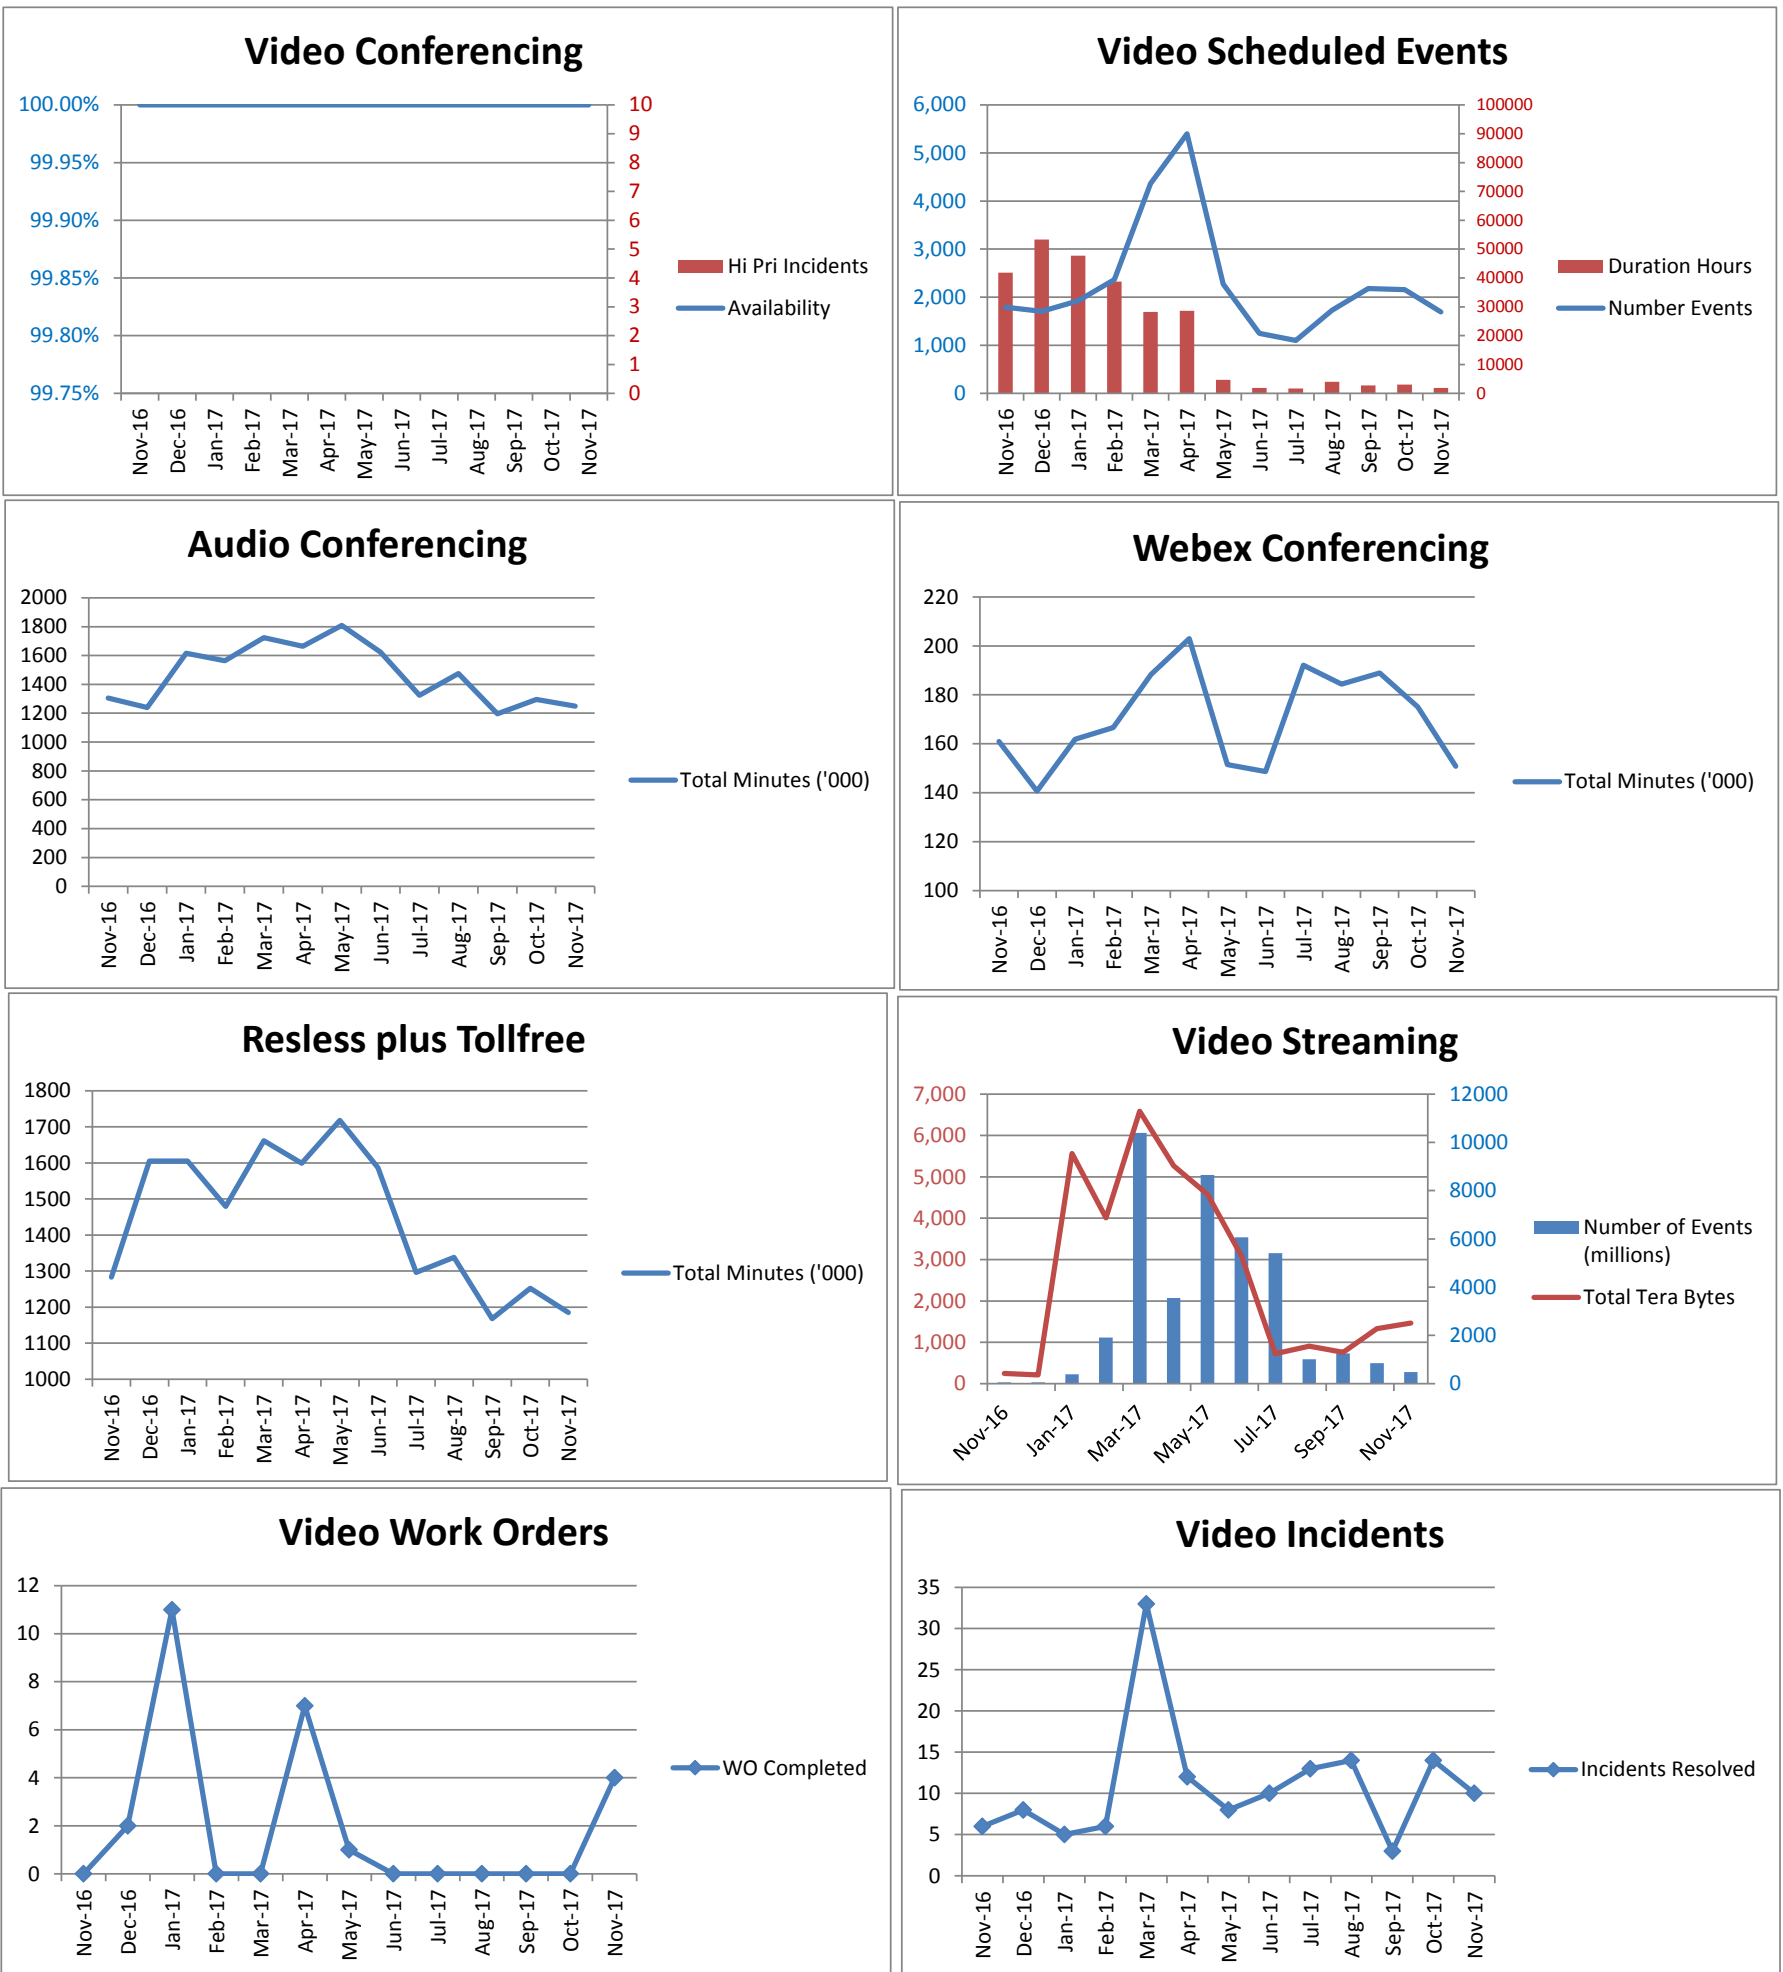 Video Conferencing
100.00%
99.95%
99.90%
99.85%
99.80%
99.75%
10
9
8
7
6
5
4
3
2
1
0
Hi Pri Incidents
Availability
Nov-16
Dec-16
Jan-17
Feb-17
Mar-17
Apr-17
May-17
Jun-17
Jul-17
Aug-17
Sep-17
Oct-17
Nov-17
Video Scheduled Events
6,000
5,000
4,000
3,000
2,000
1,000
0
100000
90000
80000
70000
60000
50000
40000
30000
20000
10000
0
Duration Hours
Number Events
Nov-16
Dec-16
Jan-17
Feb-17
Mar-17
Apr-17
May-17
Jun-17
Jul-17
Aug-17
Sep-17
Oct-17
Nov-17
Audio Conferencing
2000
1800
1600
1400
1200
1000
800
600
400
200
0
Total Minutes ('000)
Nov-16
Dec-16
Jan-17
Feb-17
Mar-17
Apr-17
May-17
Jun-17
Jul-17
Aug-17
Sep-17
Oct-17
Nov-17
Webex Conferencing
220
200
180
160
140
120
100
Total Minutes ('000)
Nov-16
Dec-16
Jan-17
Feb-17
Mar-17
Apr-17
May-17
Jun-17
Jul-17
Aug-17
Sep-17
Oct-17
Nov-17
Resless plus Tollfree
1800
1700
1600
1500
1400
1300
1200
1100
1000
Total Minutes ('000)
Nov-16
Dec-16
Jan-17
Feb-17
Mar-17
Apr-17
May-17
Jun-17
Jul-17
Aug-17
Sep-17
Oct-17
Nov-17
Video Streaming
7,000
6,000
5,000
4,000
3,000
2,000
1,000
0
12000
10000
8000
6000
4000
2000
0
Number of Events
(millions)
Total Tera Bytes
Nov-16
Jan-17
Mar-17
May-17
Jul-17
Sep-17
Nov-17
Video Work Orders
12
10
8
6
4
2
0
WO Completed
Nov-16
Dec-16
Jan-17
Feb-17
Mar-17
Apr-17
May-17
Jun-17
Jul-17
Aug-17
Sep-17
Oct-17
Nov-17
Video Incidents
35
30
25
20
15
10
5
0
Incidents Resolved
Nov-16
Dec-16
Jan-17
Feb-17
Mar-17
Apr-17
May-17
Jun-17
Jul-17
Aug-17
Sep-17
Oct-17
Nov-17